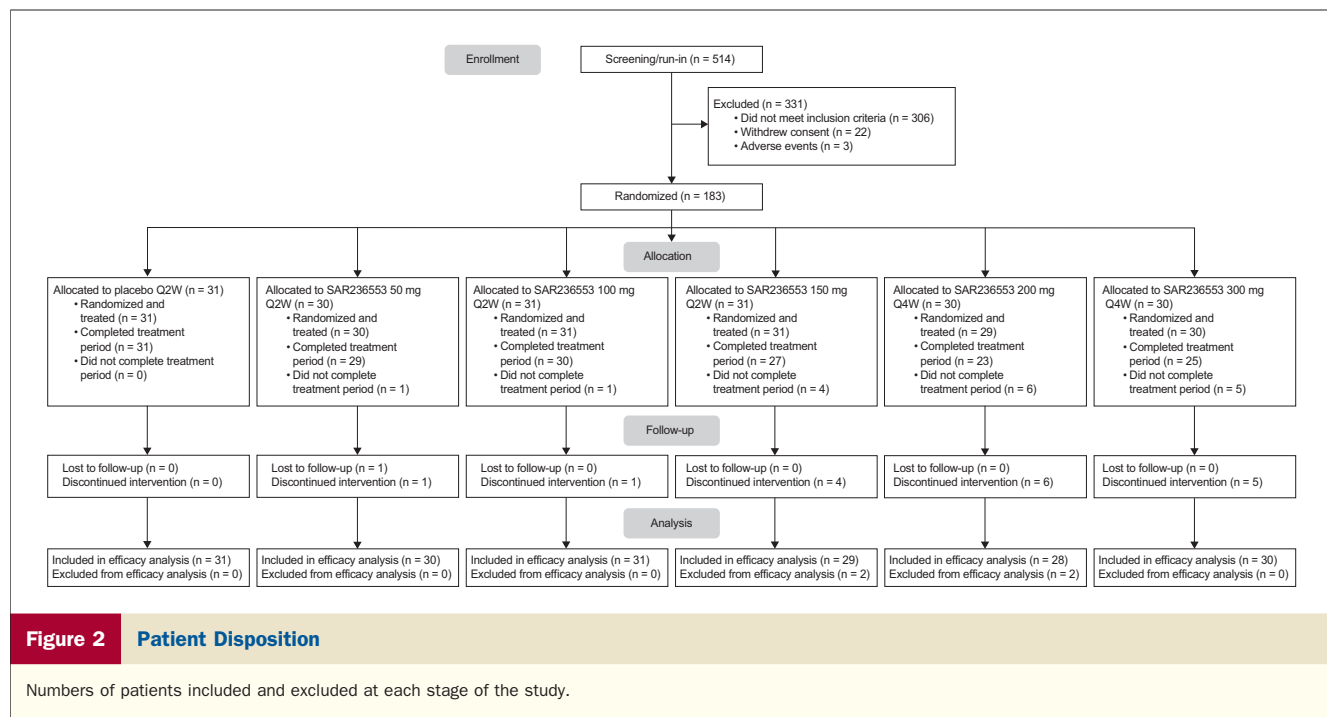 Enrollment
Screening/run-in (n = 514)
Excluded (n = 331)
• Did not meet inclusion criteria (n = 306)
• Withdrew consent (n = 22)
• Adverse events (n = 3)
Randomized (n = 183)
Allocation
Allocated to placebo Q2W (n = 31)
• Randomized and
treated (n = 31)
• Completed treatment
period (n = 31)
• Did not complete treatment
period (n = 0)
Allocated to SAR236553 50 mg
Q2W (n = 30)
• Randomized and
treated (n = 30)
• Completed treatment
period (n = 29)
• Did not complete
treatment period (n = 1)
Allocated to SAR236553 100 mg
Q2W (n = 31)
• Randomized and
treated (n = 31)
• Completed treatment
period (n = 30)
• Did not complete
treatment period (n = 1)
Allocated to SAR236553 150 mg
Q2W (n = 31)
• Randomized and
treated (n = 31)
• Completed treatment
period (n = 27)
• Did not complete
treatment period (n = 4)
Allocated to SAR236553 200 mg
Q4W (n = 30)
• Randomized and
treated (n = 29)
• Completed treatment
period (n = 23)
• Did not complete
treatment period (n = 6)
Allocated to SAR236553 300 mg
Q4W (n = 30)
• Randomized and
treated (n = 30)
• Completed treatment
period (n = 25)
• Did not complete
treatment period (n = 5)
Follow-up
Lost to follow-up (n = 0)
Discontinued intervention (n = 0)
Lost to follow-up (n = 1)
Discontinued intervention (n = 1)
Lost to follow-up (n = 0)
Discontinued intervention (n = 1)
Lost to follow-up (n = 0)
Discontinued intervention (n = 4)
Lost to follow-up (n = 0)
Discontinued intervention (n = 6)
Lost to follow-up (n = 0)
Discontinued intervention (n = 5)
Analysis
Included in efficacy analysis (n = 31)
Excluded from efficacy analysis (n = 0)
Included in efficacy analysis (n = 30)
Excluded from efficacy analysis (n = 0)
Included in efficacy analysis (n = 31)
Excluded from efficacy analysis (n = 0)
Included in efficacy analysis (n = 29)
Excluded from efficacy analysis (n = 2)
Included in efficacy analysis (n = 28)
Excluded from efficacy analysis (n = 2)
Included in efficacy analysis (n = 30)
Excluded from efficacy analysis (n = 0)
Figure 2 Patient Disposition
Numbers of patients included and excluded at each stage of the study.